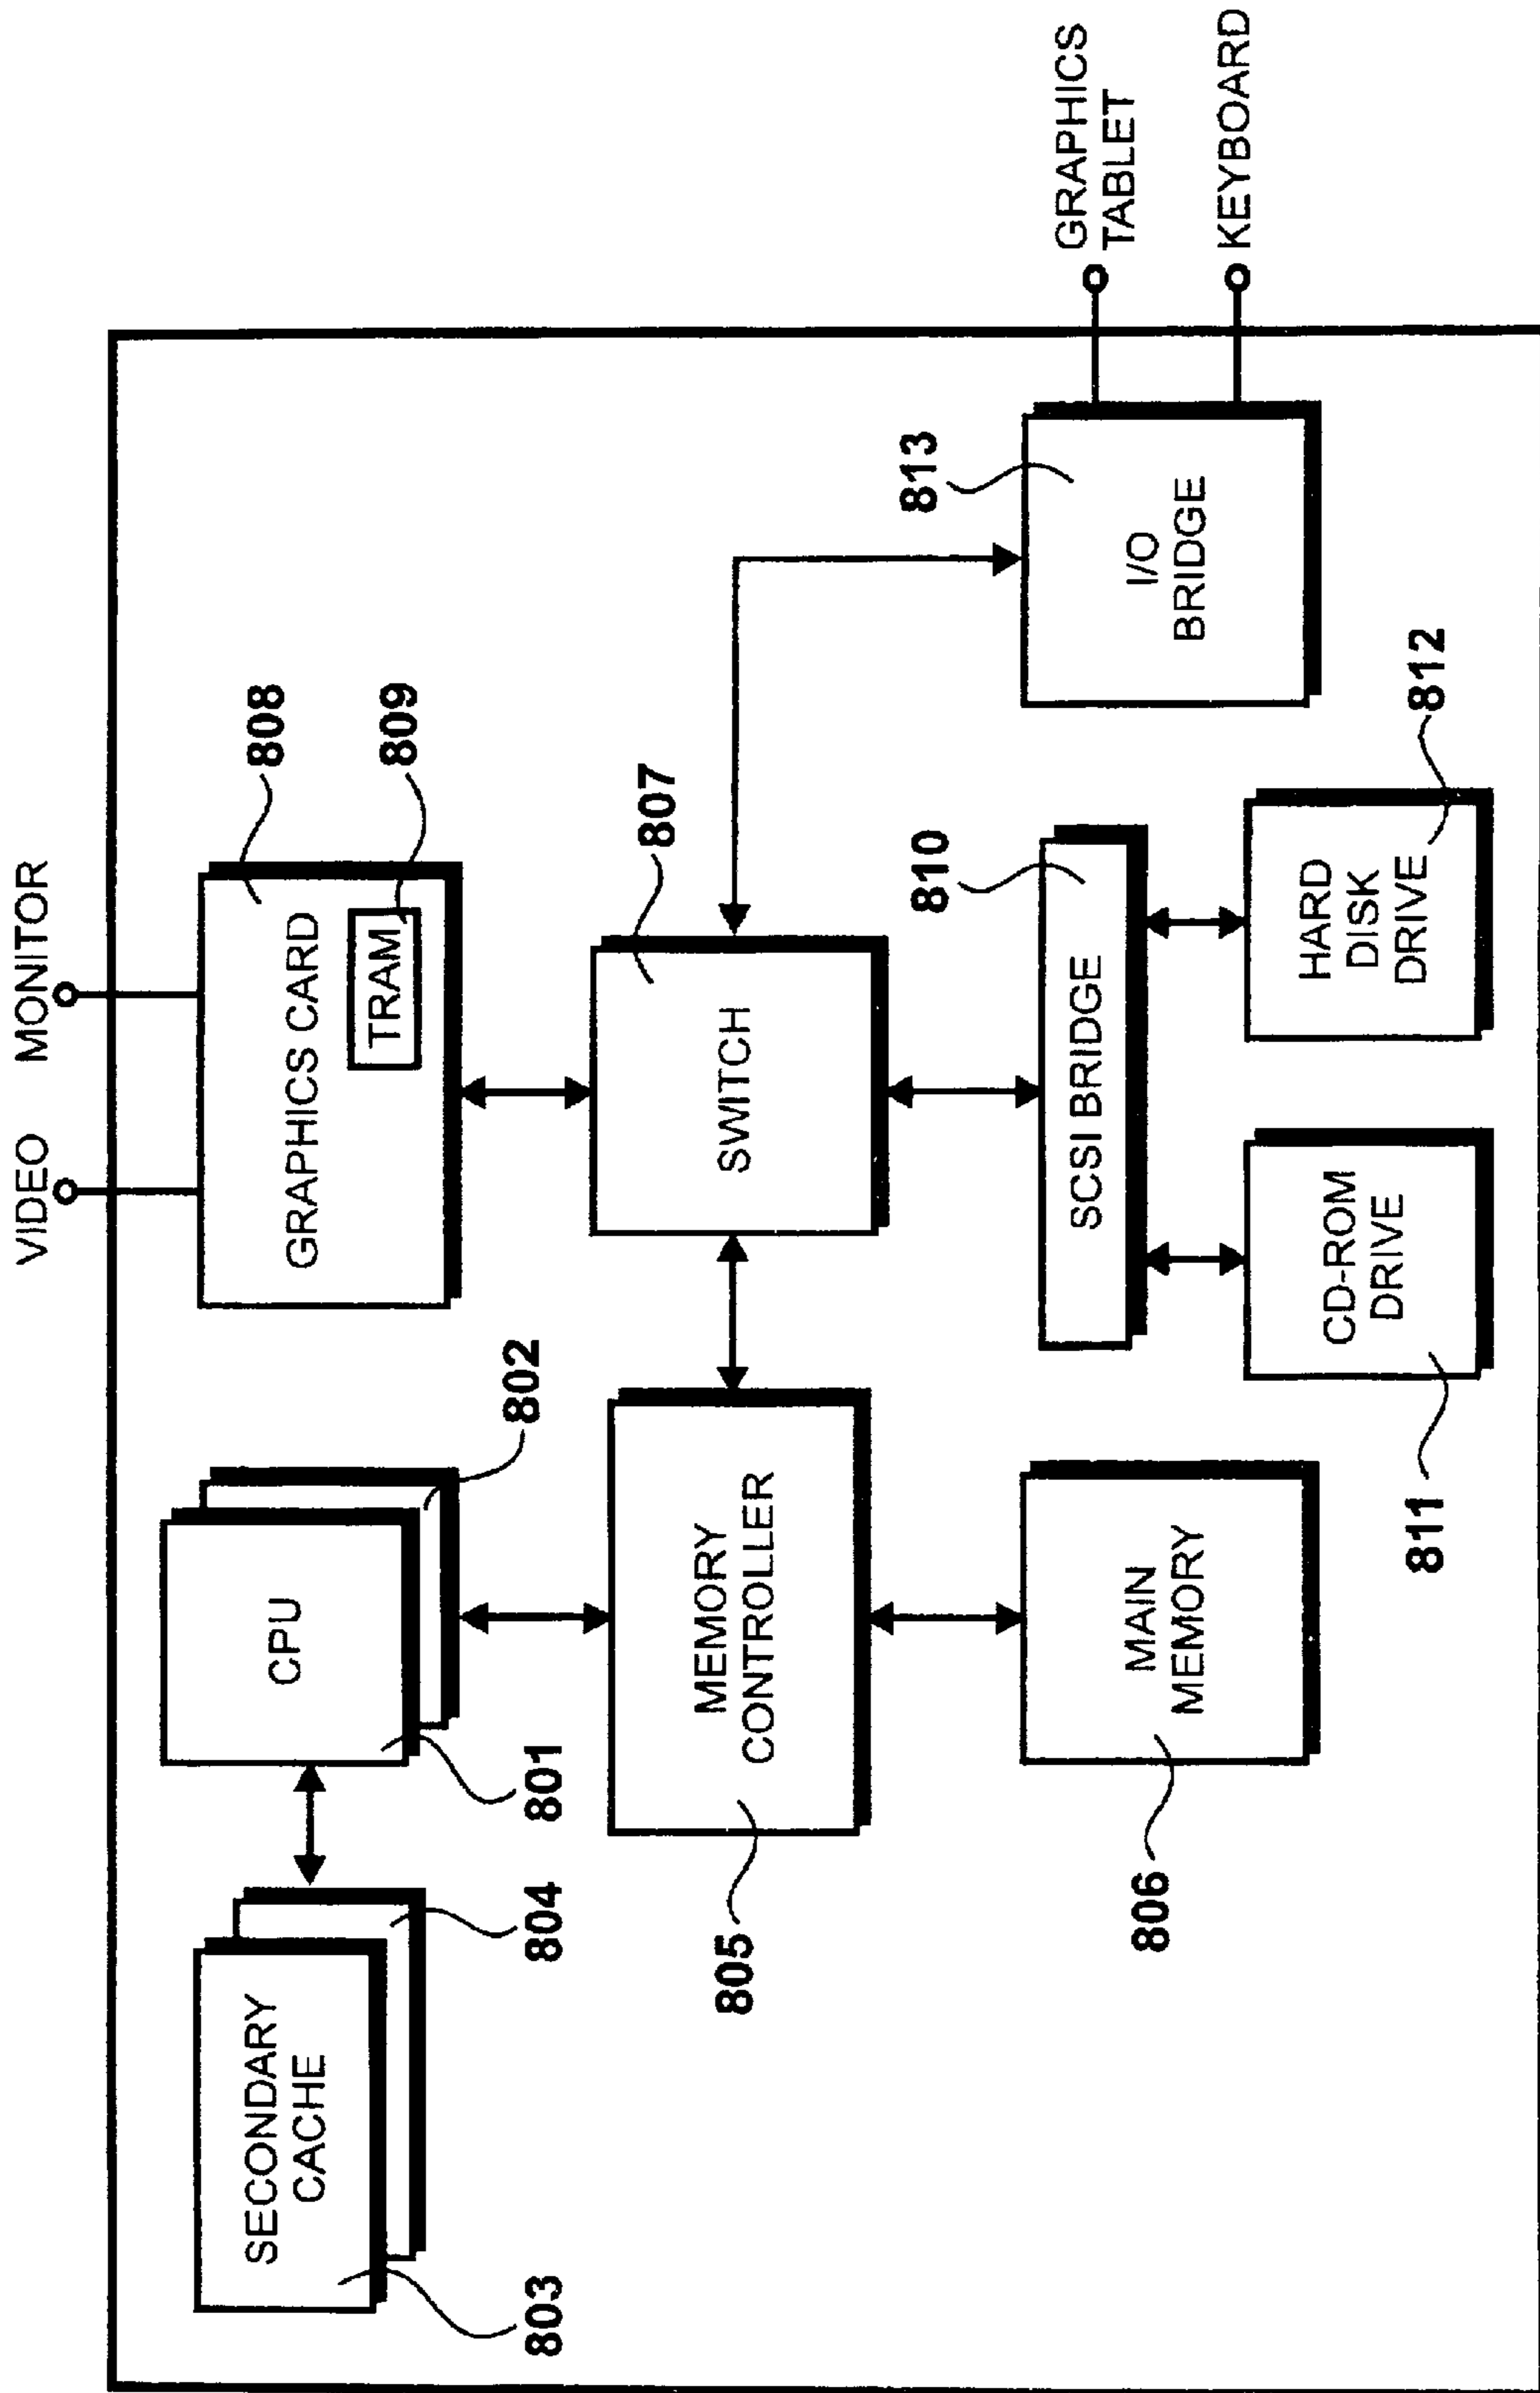 VIDEO
MONITOR
SECONDARY
CACHE
803
804
CPU
801
802
GRAPHICS CARD
TRAM
808
809
MEMORY
CONTROLLER
805
SWITCH
807
MAIN
MEMORY
806
SCSI BRIDGE
810
CD-ROM
DRIVE
811
HARD
DISK
DRIVE
812
I/O
BRIDGE
813
GRAPHICS
TABLET
KEYBOARD